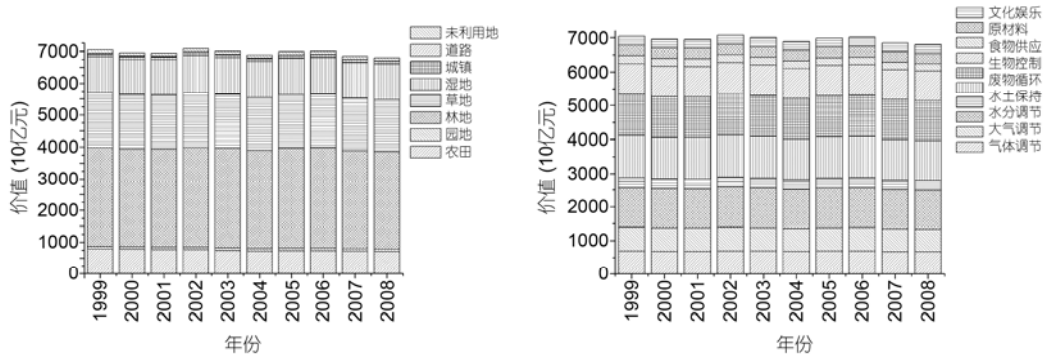 价值 (10亿元)
7000
6000
5000
4000
3000
2000
1000
0
1999
2000
2001
2002
2003
2004
2005
2006
2007
2008
年份
未利用地
道路
城镇
湿地
草地
林地
园地
农田
价值 (10亿元)
7000
6000
5000
4000
3000
2000
1000
0
1999
2000
2001
2002
2003
2004
2005
2006
2007
2008
年份
文化娱乐
原材料
食物供应
生物控制
废物循环
水土保持
水分调节
大气调节
气体调节